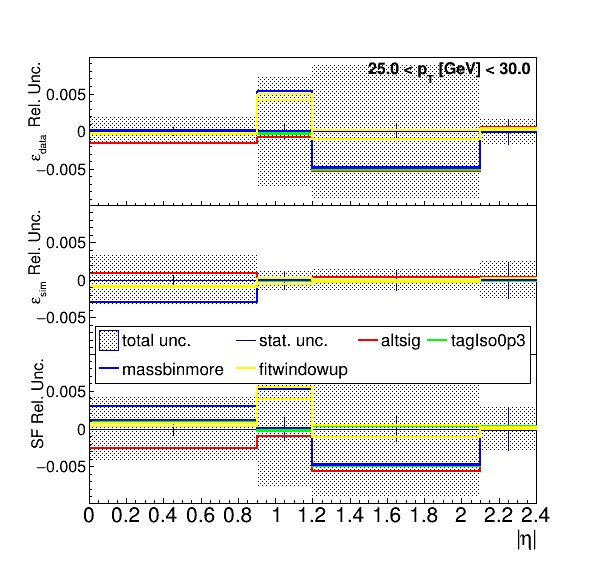 25.0 < p_T [GeV] < 30.0
ε_data Rel. Unc.
0.005
0
−0.005
ε_sim Rel. Unc.
0.005
0
−0.005
total unc. stat. unc. altsig tagIso0p3
massbinmore fitwindowup
SF Rel. Unc.
0.005
0
−0.005
0 0.2 0.4 0.6 0.8 1 1.2 1.4 1.6 1.8 2 2.2 2.4
|η|